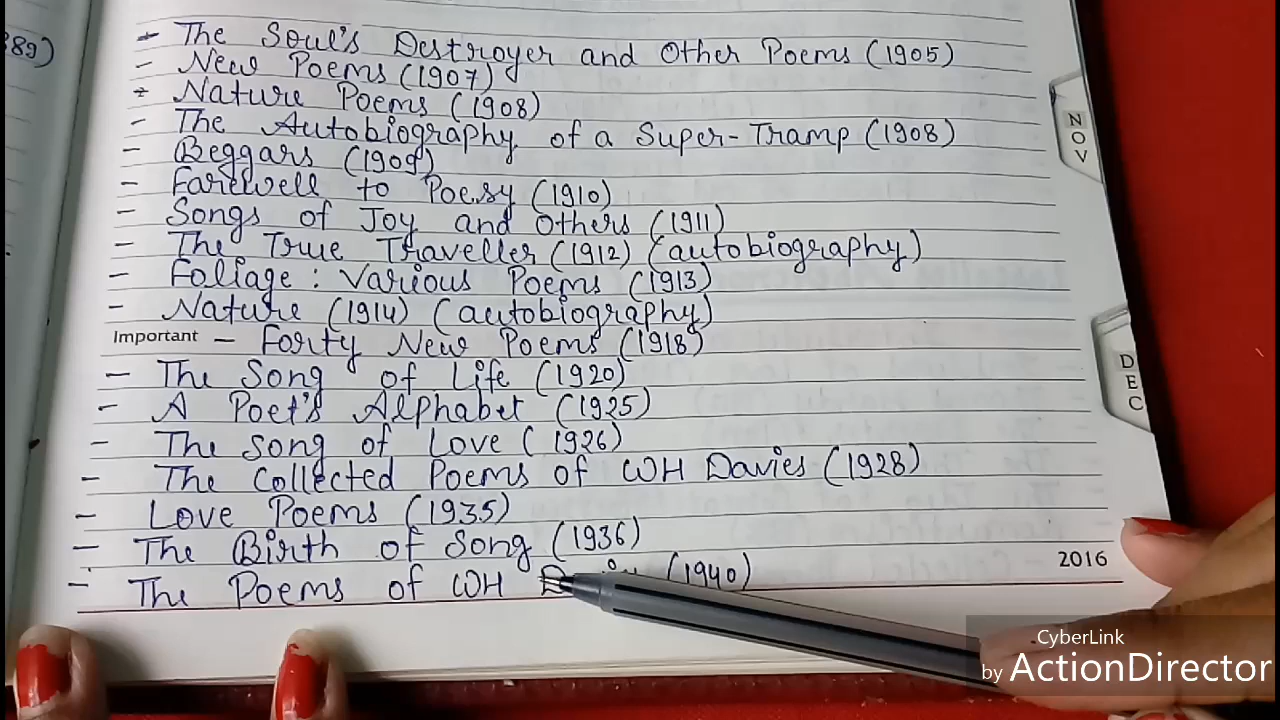 389)
- The Soul's Destroyer and Other Poems (1905)
- New Poems (1907)
- Nature Poems (1908)
- The Autobiography of a Super-Tramp (1908)
- Beggars (1909)
- Farewell to Poesy (1910)
- Songs of Joy and Others (1911)
- The True Traveller (1912) (autobiography)
- Foliage : Various Poems (1913)
- Nature (1914) (autobiography)
Important - Forty New Poems (1918)
- The Song of Life (1920)
- A Poet's Alphabet (1925)
- The Song of Love (1926)
- The Collected Poems of WH Davies (1928)
- Love Poems (1935)
- The Birth of Song (1936)
- The Poems of WH (1940)
NOV
DEC
2016
CyberLink
by ActionDirector